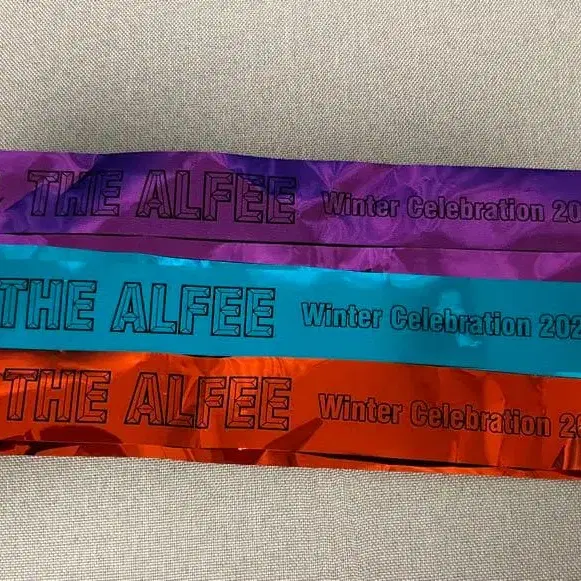 THE ALFEE Winter Celebration 20
THE ALFEE Winter Celebration 202
THE ALFEE Winter Celebration 2